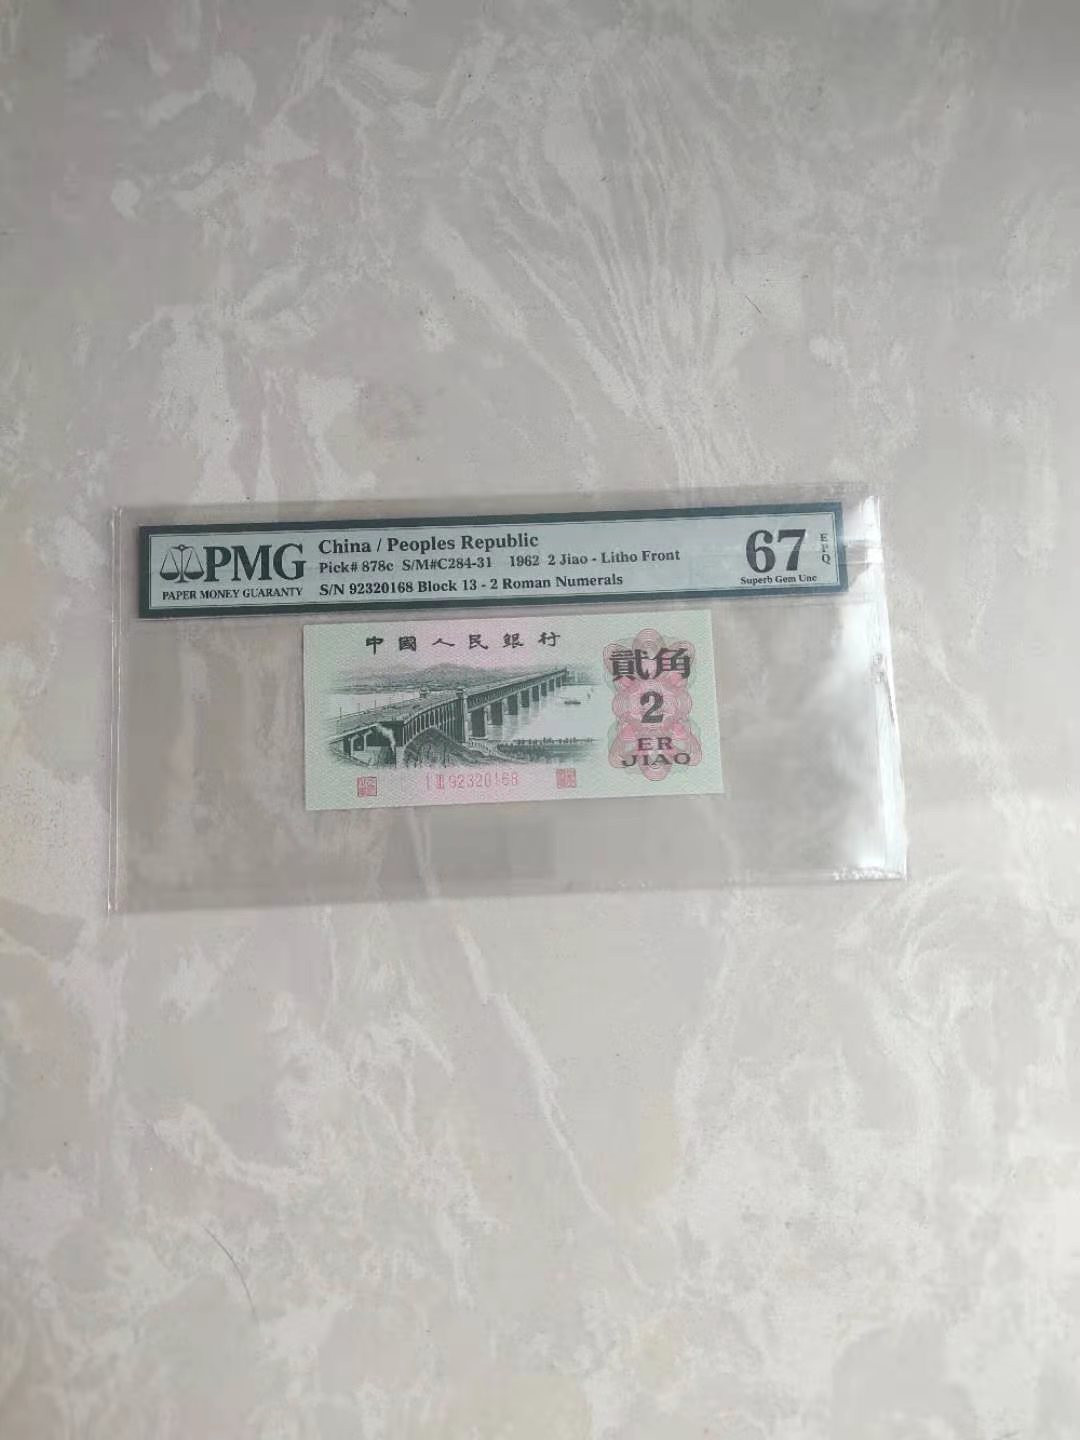 PMG
PAPER MONEY GUARANTY
China / Peoples Republic
Pick# 878c S/M#C284-31 1962 2 Jiao - Litho Front
S/N 92320168 Block 13 - 2 Roman Numerals
67 EPQ
Superb Gem Unc
中國人民銀行
貳角
2
ER
JIAO
I III 92320168